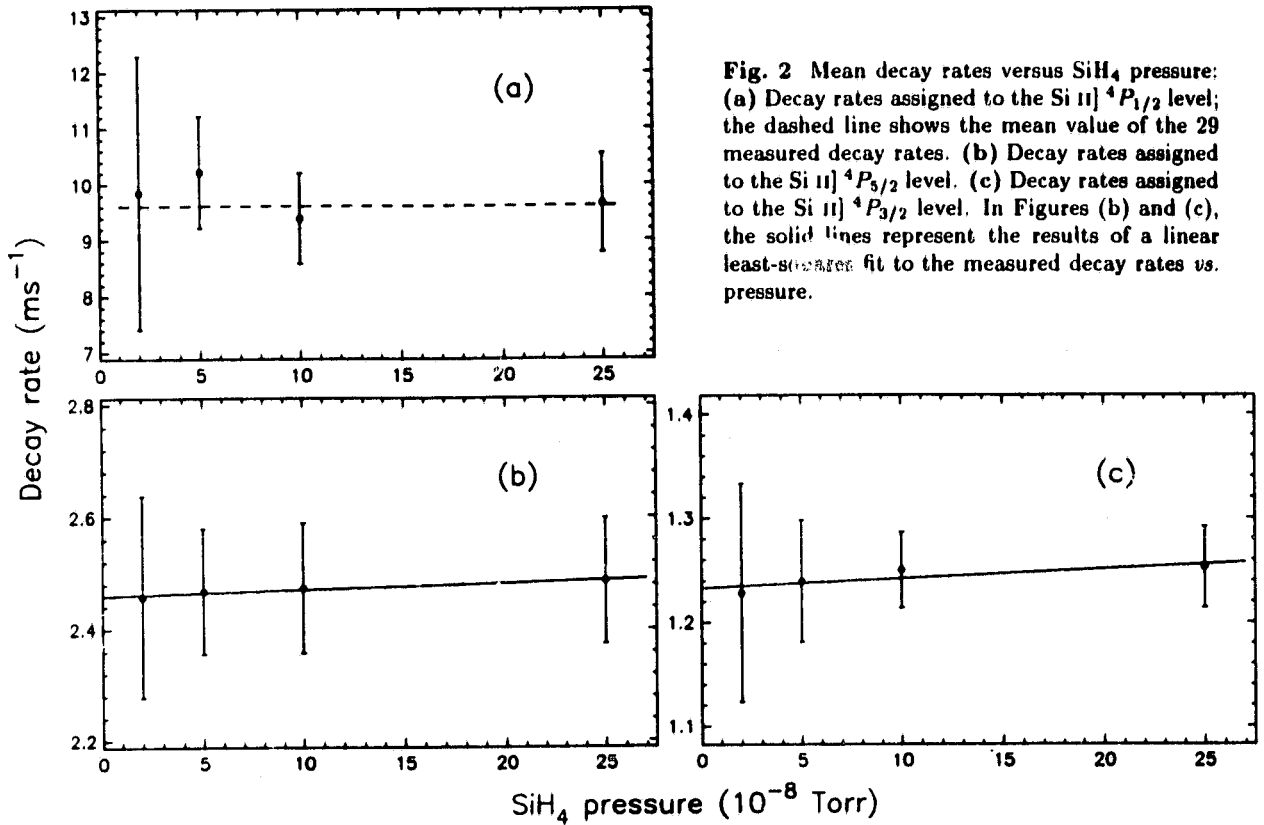 Fig. 2 Mean decay rates versus SiH₄ pressure:
(a) Decay rates assigned to the Si II] ⁴P₁/₂ level;
the dashed line shows the mean value of the 29
measured decay rates. (b) Decay rates assigned
to the Si II] ⁴P₅/₂ level. (c) Decay rates assigned
to the Si II] ⁴P₃/₂ level. In Figures (b) and (c),
the solid lines represent the results of a linear
least-squares fit to the measured decay rates vs.
pressure.
Decay rate (ms⁻¹)
(a)
13
12
11
10
9
8
7
0 5 10 15 20 25
(b)
2.8
2.6
2.4
2.2
0 5 10 15 20 25
(c)
1.4
1.3
1.2
1.1
0 5 10 15 20 25
SiH₄ pressure (10⁻⁸ Torr)